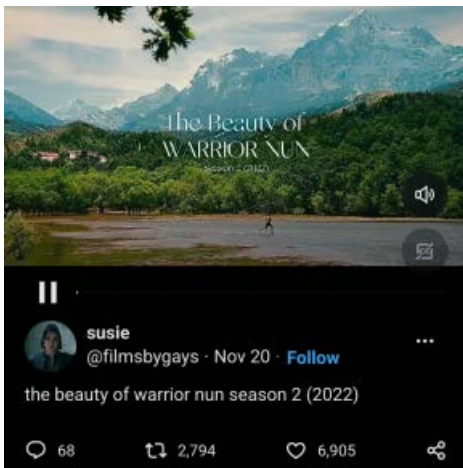 The Beauty of
WARRIOR NUN
Season 2 (2022)
susie
@filmsbygays · Nov 20 · Follow
the beauty of warrior nun season 2 (2022)
68 2,794 6,905